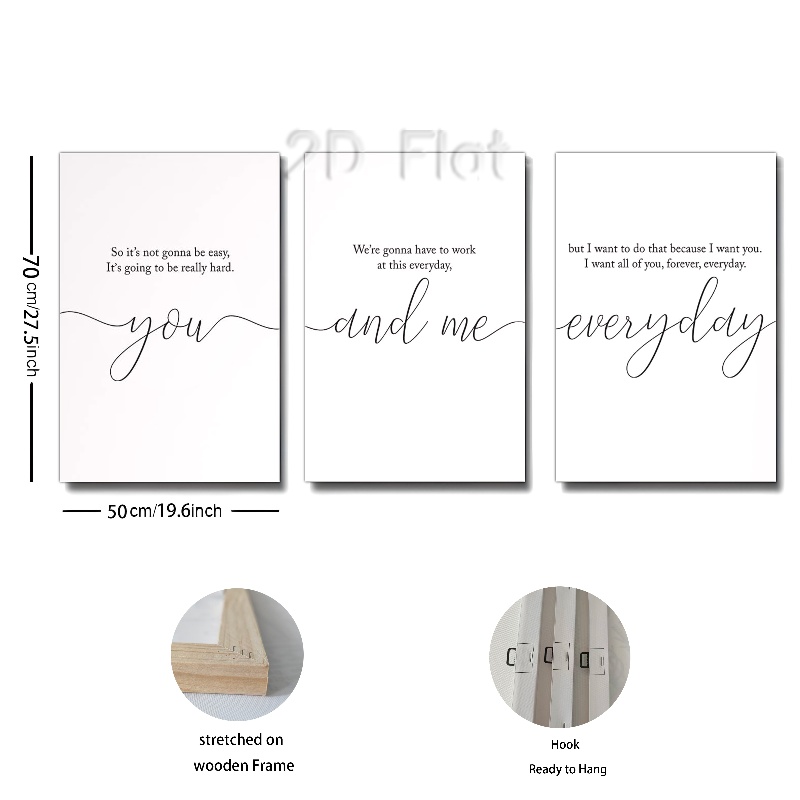 2D Flat
So it's not gonna be easy,
It's going to be really hard.
you
We're gonna have to work
at this everyday,
and me
but I want to do that because I want you.
I want all of you, forever, everyday.
everyday
70 cm/27.5inch
50cm/19.6inch
stretched on
wooden Frame
Hook
Ready to Hang